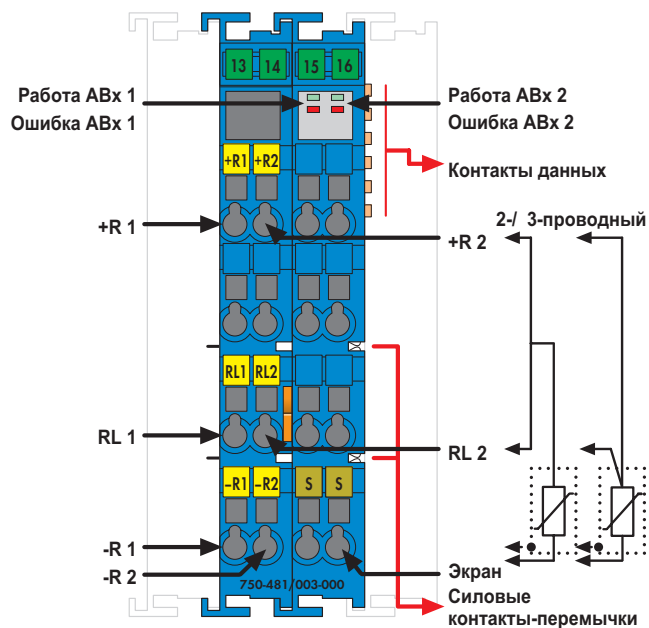 13 14 15 16
Работа АВх 1
Ошибка АВх 1
Работа АВх 2
Ошибка АВх 2
+R1 +R2
Контакты данных
+R 1
2-/ 3-проводный
+R 2
RL1 RL2
RL 1
RL 2
–R1 –R2 S S
-R 1
-R 2
750-481/003-000
Экран
Силовые
контакты-перемычки